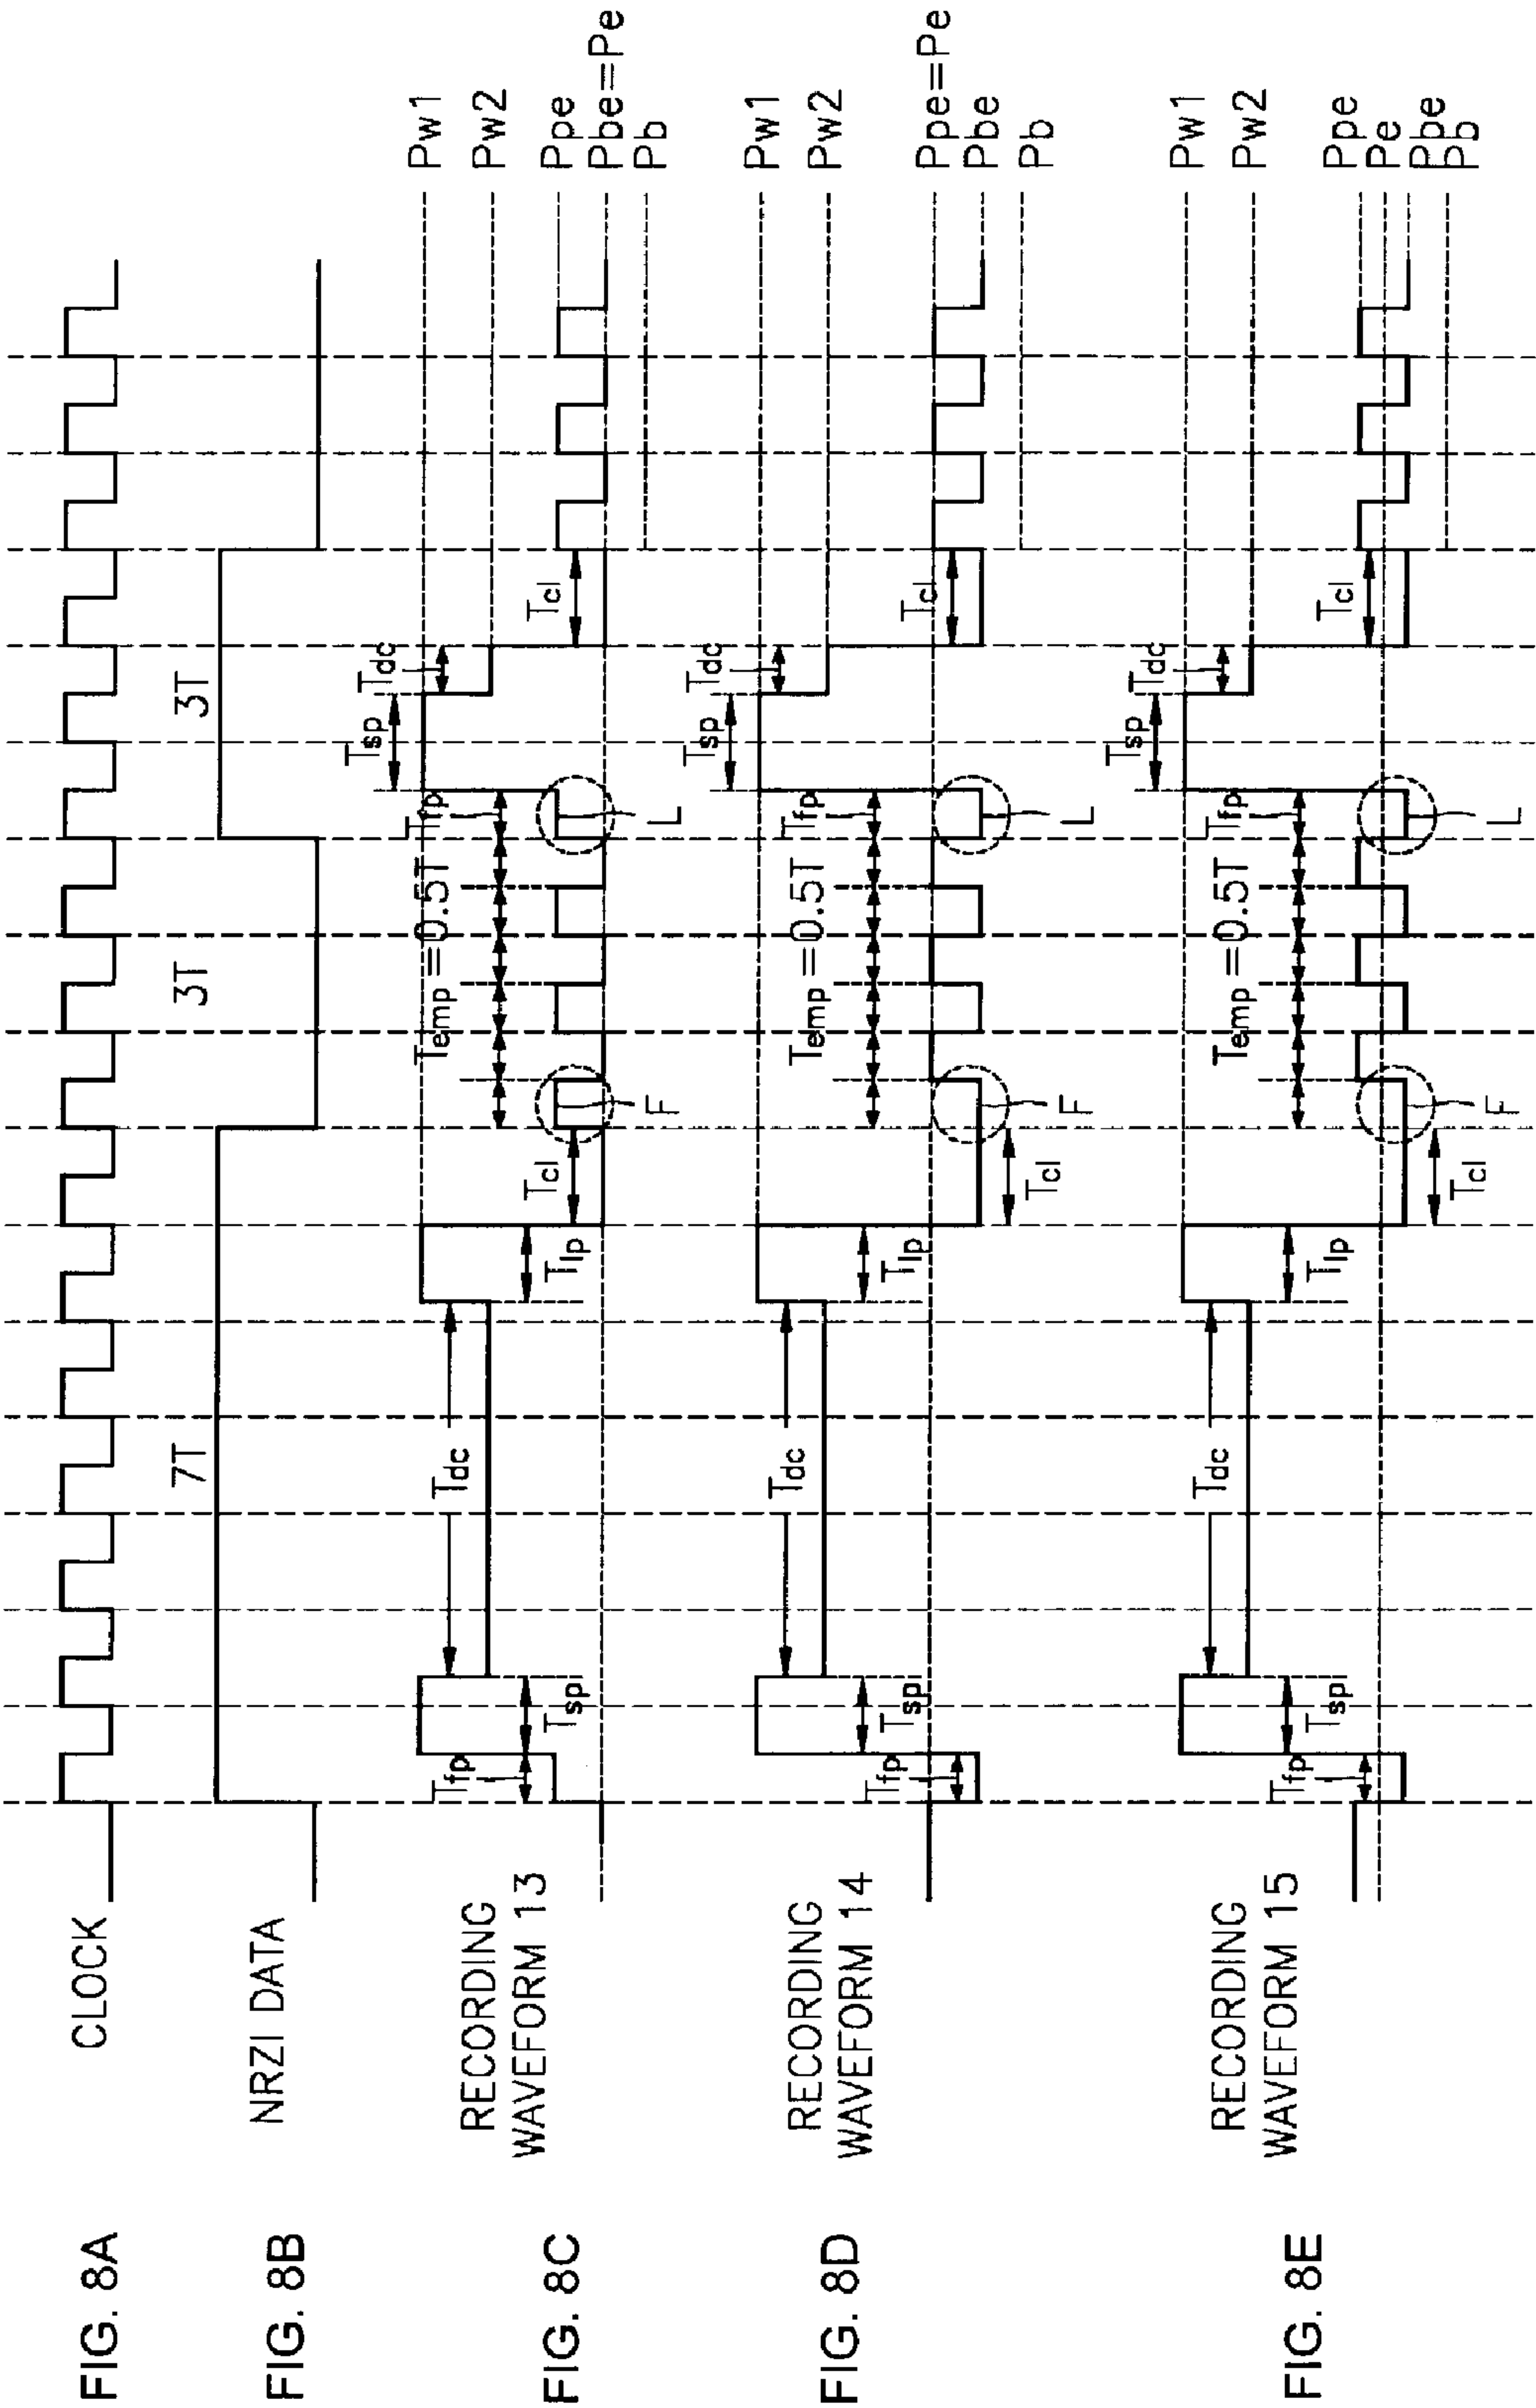 FIG. 8A
CLOCK
FIG. 8B
NRZI DATA
7T
3T
3T
FIG. 8C
RECORDING
WAVEFORM 13
Tfp
Tsp
Tdc
Tlp
Tcl
F
Temp=0.5T
Tfp
L
Tsp
Tdc
Tcl
Pw1
Pw2
Ppe
Pbe=Pe
Pb
FIG. 8D
RECORDING
WAVEFORM 14
Tfp
Tsp
Tdc
Tlp
Tcl
F
Temp=0.5T
Tfp
L
Tsp
Tdc
Tcl
Pw1
Pw2
Ppe=Pe
Pbe
Pb
FIG. 8E
RECORDING
WAVEFORM 15
Tfp
Tsp
Tdc
Tlp
Tcl
F
Temp=0.5T
Tfp
L
Tsp
Tdc
Tcl
Pw1
Pw2
Ppe
Pe
Pbe
Pb